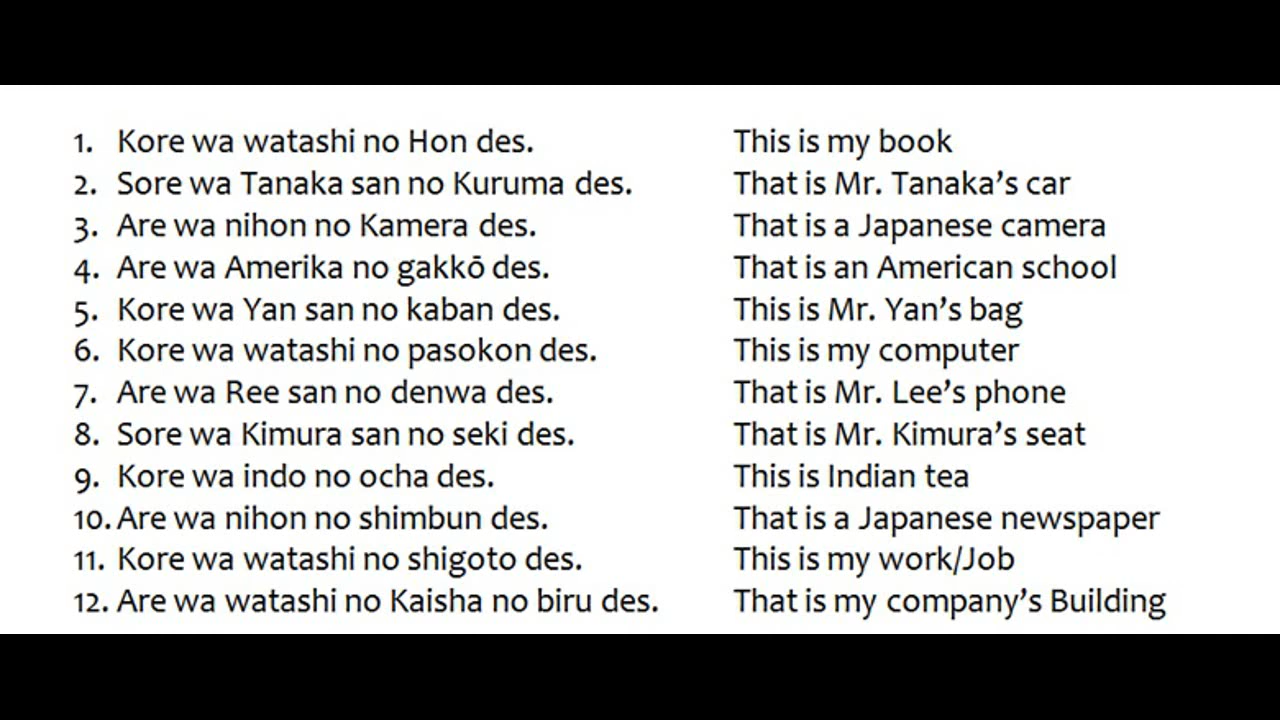 1. Kore wa watashi no Hon des. This is my book
2. Sore wa Tanaka san no Kuruma des. That is Mr. Tanaka’s car
3. Are wa nihon no Kamera des. That is a Japanese camera
4. Are wa Amerika no gakkō des. That is an American school
5. Kore wa Yan san no kaban des. This is Mr. Yan’s bag
6. Kore wa watashi no pasokon des. This is my computer
7. Are wa Ree san no denwa des. That is Mr. Lee’s phone
8. Sore wa Kimura san no seki des. That is Mr. Kimura’s seat
9. Kore wa indo no ocha des. This is Indian tea
10. Are wa nihon no shimbun des. That is a Japanese newspaper
11. Kore wa watashi no shigoto des. This is my work/Job
12. Are wa watashi no Kaisha no biru des. That is my company’s Building